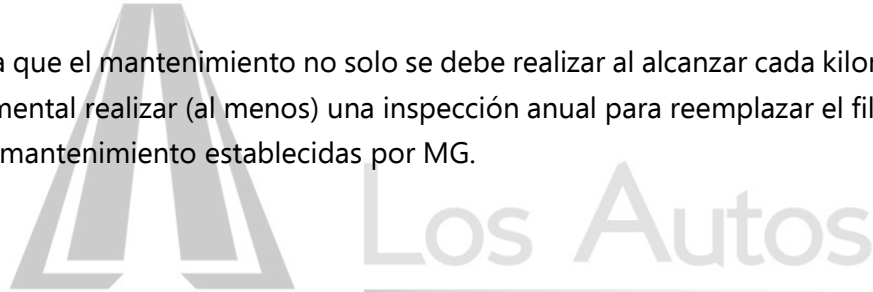 a que el mantenimiento no solo se debe realizar al alcanzar cada kilo
mental realizar (al menos) una inspección anual para reemplazar el fil
mantenimiento establecidas por MG.
Los Autos